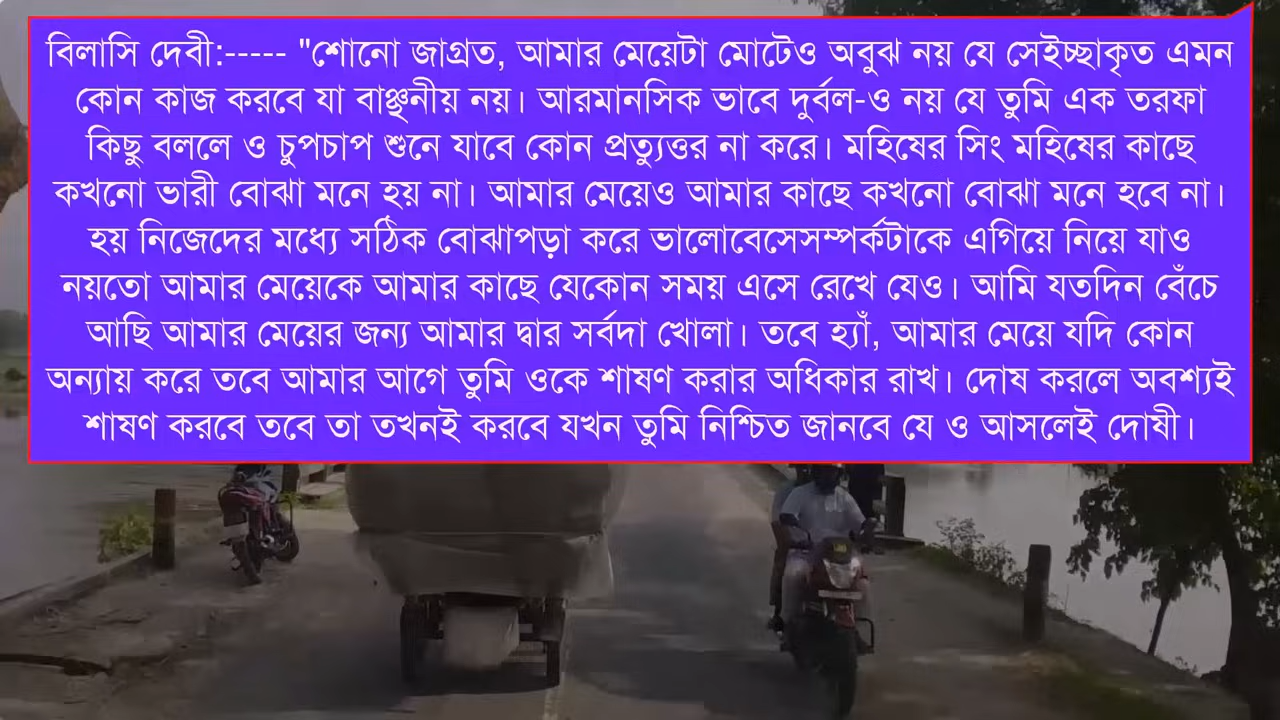 বিলাসি দেবী:----- "শোনো জাগ্রত, আমার মেয়েটা মোটেও অবুঝ নয় যে সেইচ্ছাকৃত এমন
কোন কাজ করবে যা বাঞ্ছনীয় নয়। আরমানসিক ভাবে দুর্বল-ও নয় যে তুমি এক তরফা
কিছু বললে ও চুপচাপ শুনে যাবে কোন প্রত্যুত্তর না করে। মহিষের সিং মহিষের কাছে
কখনো ভারী বোঝা মনে হয় না। আমার মেয়েও আমার কাছে কখনো বোঝা মনে হবে না।
হয় নিজেদের মধ্যে সঠিক বোঝাপড়া করে ভালোবেসেসম্পর্কটাকে এগিয়ে নিয়ে যাও
নয়তো আমার মেয়েকে আমার কাছে যেকোন সময় এসে রেখে যেও। আমি যতদিন বেঁচে
আছি আমার মেয়ের জন্য আমার দ্বার সর্বদা খোলা। তবে হ্যাঁ, আমার মেয়ে যদি কোন
অন্যায় করে তবে আমার আগে তুমি ওকে শাষণ করার অধিকার রাখ। দোষ করলে অবশ্যই
শাষণ করবে তবে তা তখনই করবে যখন তুমি নিশ্চিত জানবে যে ও আসলেই দোষী।